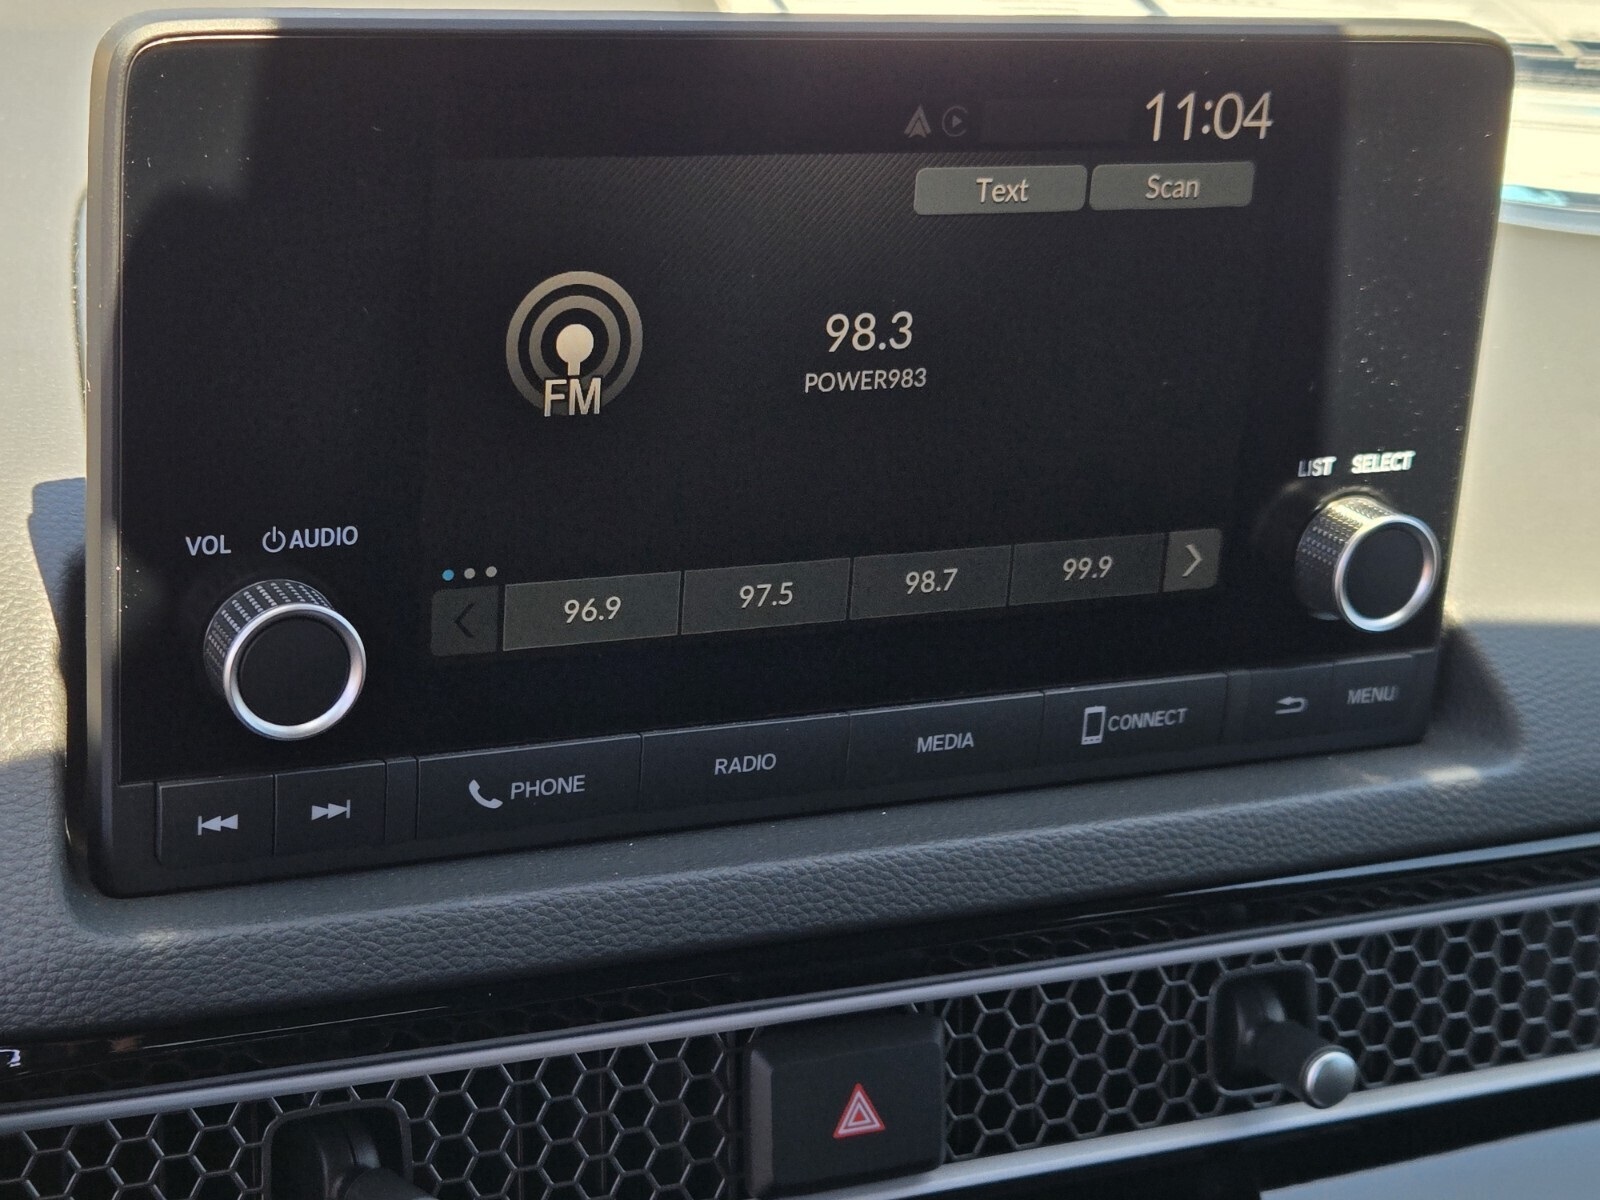 11:04
Text Scan
98.3
POWER983
FM
LIST SELECT
VOL AUDIO
96.9 97.5 98.7 99.9
PHONE RADIO MEDIA CONNECT MENU